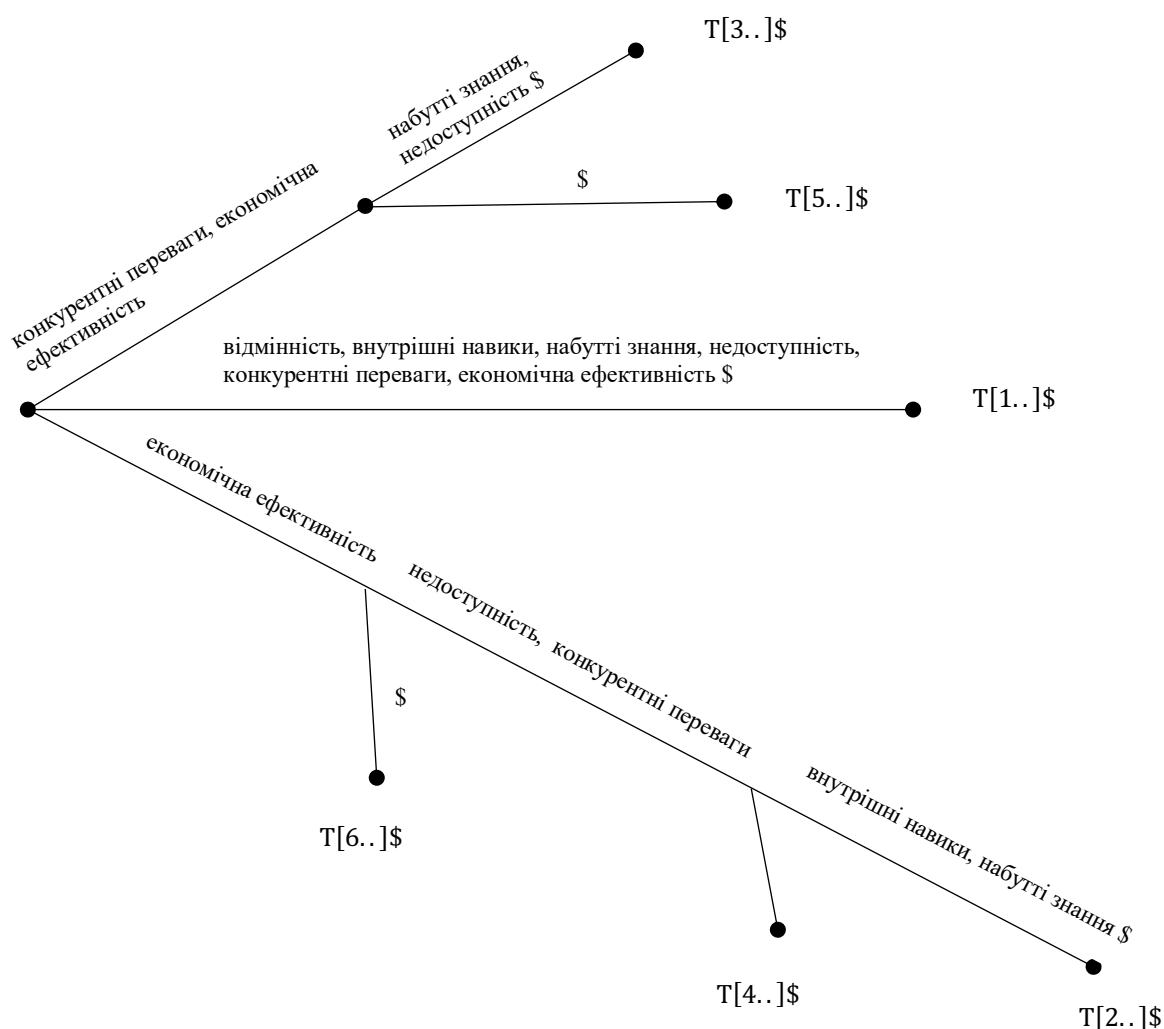 T[3..]$
набутті знання,
недоступність $
$
T[5..]$
конкурентні переваги, економічна
ефективність
відмінність, внутрішні навики, набутті знання, недоступність,
конкурентні переваги, економічна ефективність $
T[1..]$
економічна ефективність
недоступність, конкурентні переваги
$
внутрішні навики, набутті знання $
T[6..]$
T[4..]$
T[2..]$